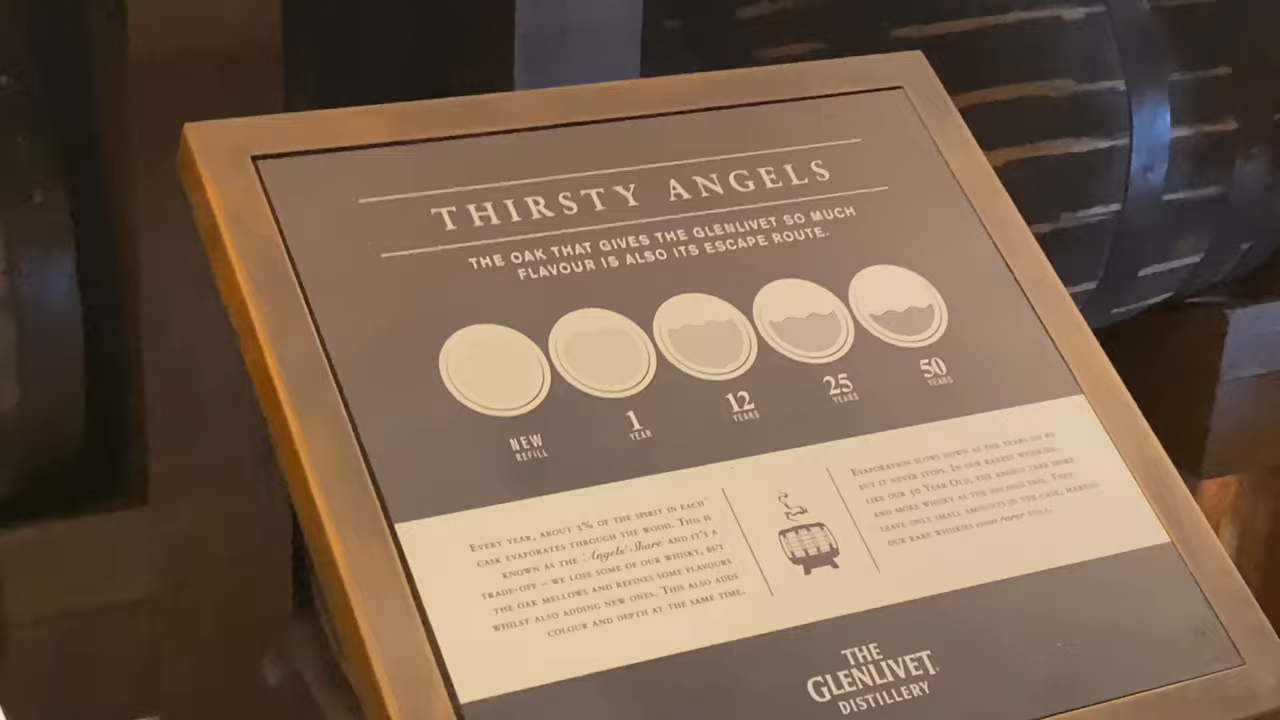 THIRSTY ANGELS
THE OAK THAT GIVES THE GLENLIVET SO MUCH
FLAVOUR IS ALSO ITS ESCAPE ROUTE.
NEW
REFILL
1
YEAR
12
YEARS
25
YEARS
50
YEARS
EVERY YEAR, ABOUT 2% OF THE SPIRIT IN EACH
CASK EVAPORATES THROUGH THE WOOD. THIS IS
KNOWN AS THE 'Angels' Share' AND IT'S A
TRADE-OFF – WE LOSE SOME OF OUR WHISKY, BUT
THE OAK MELLOWS AND REFINES SOME FLAVOURS
WHILST ALSO ADDING NEW ONES. THIS ALSO ADDS
COLOUR AND DEPTH AT THE SAME TIME.
EVAPORATION SLOWS DOWN AS THE YEARS GO BY
BUT IT NEVER STOPS. IN OUR RAREST WHISKIES,
LIKE OUR 50 YEAR OLD, THE ANGELS TAKE MORE
AND MORE WHISKY AS THE DECADES PASS. THEY
LEAVE ONLY SMALL AMOUNTS IN THE CASK, MAKING
OUR RARE WHISKIES even rarer STILL.
THE
GLENLIVET
DISTILLERY